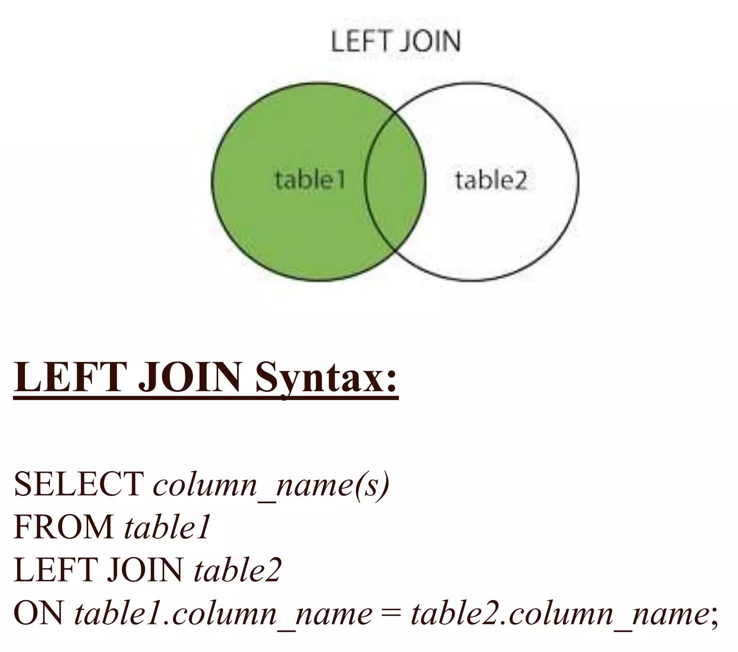 LEFT JOIN
table1 table2
LEFT JOIN Syntax:
SELECT column_name(s)
FROM table1
LEFT JOIN table2
ON table1.column_name = table2.column_name;